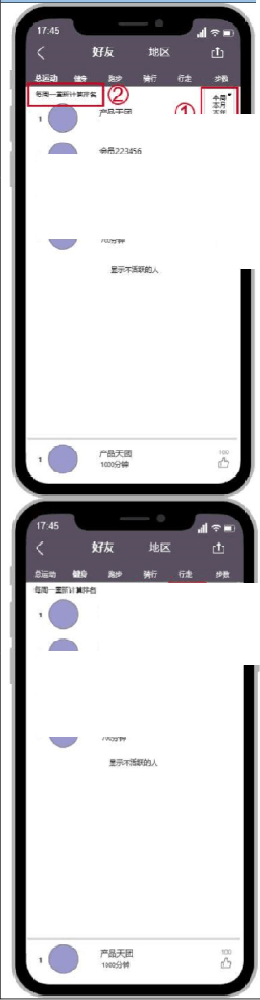 17:45
好友 地区
总运动 健身 跑步 骑行 行走 步数
每周一重新计算排名 ②
本周
本月
本年
① 
1 产品天团
会员223456
700分钟
显示不活跃的人
1 产品天团 100
1000分钟
17:45
好友 地区
总运动 健身 跑步 骑行 行走 步数
每周一重新计算排名
1
700分钟
显示不活跃的人
1 产品天团 100
1000分钟